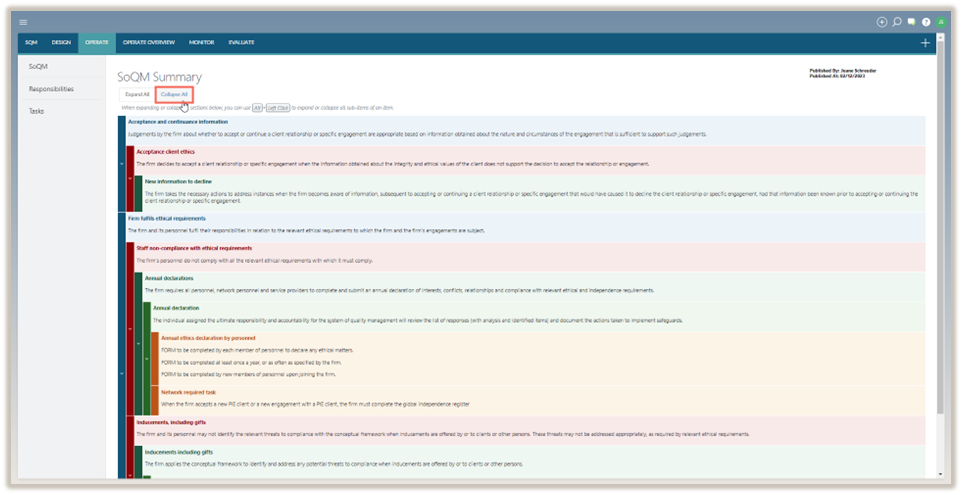 SQM DESIGN OPERATE OPERATE OVERVIEW MONITOR EVALUATE
SoQM
Responsibilities
Tasks
SoQM Summary
Published By: Joane Schroeder
Published At: 02/12/2023
Expand All Collapse All
When expanding or collapsing sections below, you can use Alt + Left Click to expand or collapse all sub-items of an item.
Acceptance and continuance information
Judgements by the firm about whether to accept or continue a client relationship or specific engagement are appropriate based on information obtained about the nature and circumstances of the engagement that is sufficient to support such judgements.
Acceptance client ethics
The firm decides to accept a client relationship or specific engagement when the information obtained about the integrity and ethical values of the client does not support the decision to accept the relationship or engagement.
New information to decline
The firm takes the necessary actions to address instances when the firm becomes aware of information, subsequent to accepting or continuing a client relationship or specific engagement that would have caused it to decline the client relationship or specific engagement, had that information been known prior to accepting or continuing the
client relationship or specific engagement.
Firm fulfils ethical requirements
The firm and its personnel fulfil their responsibilities in relation to the relevant ethical requirements to which the firm and the firm's engagements are subject.
Staff non-compliance with ethical requirements
The firm's personnel do not comply with all the relevant ethical requirements with which it must comply.
Annual declarations
The firm requires all personnel, network personnel and service providers to complete and submit an annual declaration of interests, conflicts, relationships and compliance with relevant ethical and independence requirements.
Annual declaration
The individual assigned the ultimate responsibility and accountability for the system of quality management will review the list of responses (with analysis and identified items) and document the actions taken to implement safeguards.
Annual ethics declaration by personnel
FORM to be completed by each member of personnel to declare any ethical matters.
FORM to be completed at least once a year, or as often as specified by the firm.
FORM to be completed by new members of personnel upon joining the firm.
Network required task
When the firm accepts a new PIE client or a new engagement with a PIE client, the firm must complete the global independence register
Inducements, including gifts
The firm and its personnel may not identify the relevant threats to compliance with the conceptual framework when inducements are offered by or to clients or other persons. These threats may not be addressed appropriately, as required by relevant ethical requirements.
Inducements including gifts
The firm applies the conceptual framework to identify and address any potential threats to compliance when inducements are offered by or to clients or other persons.